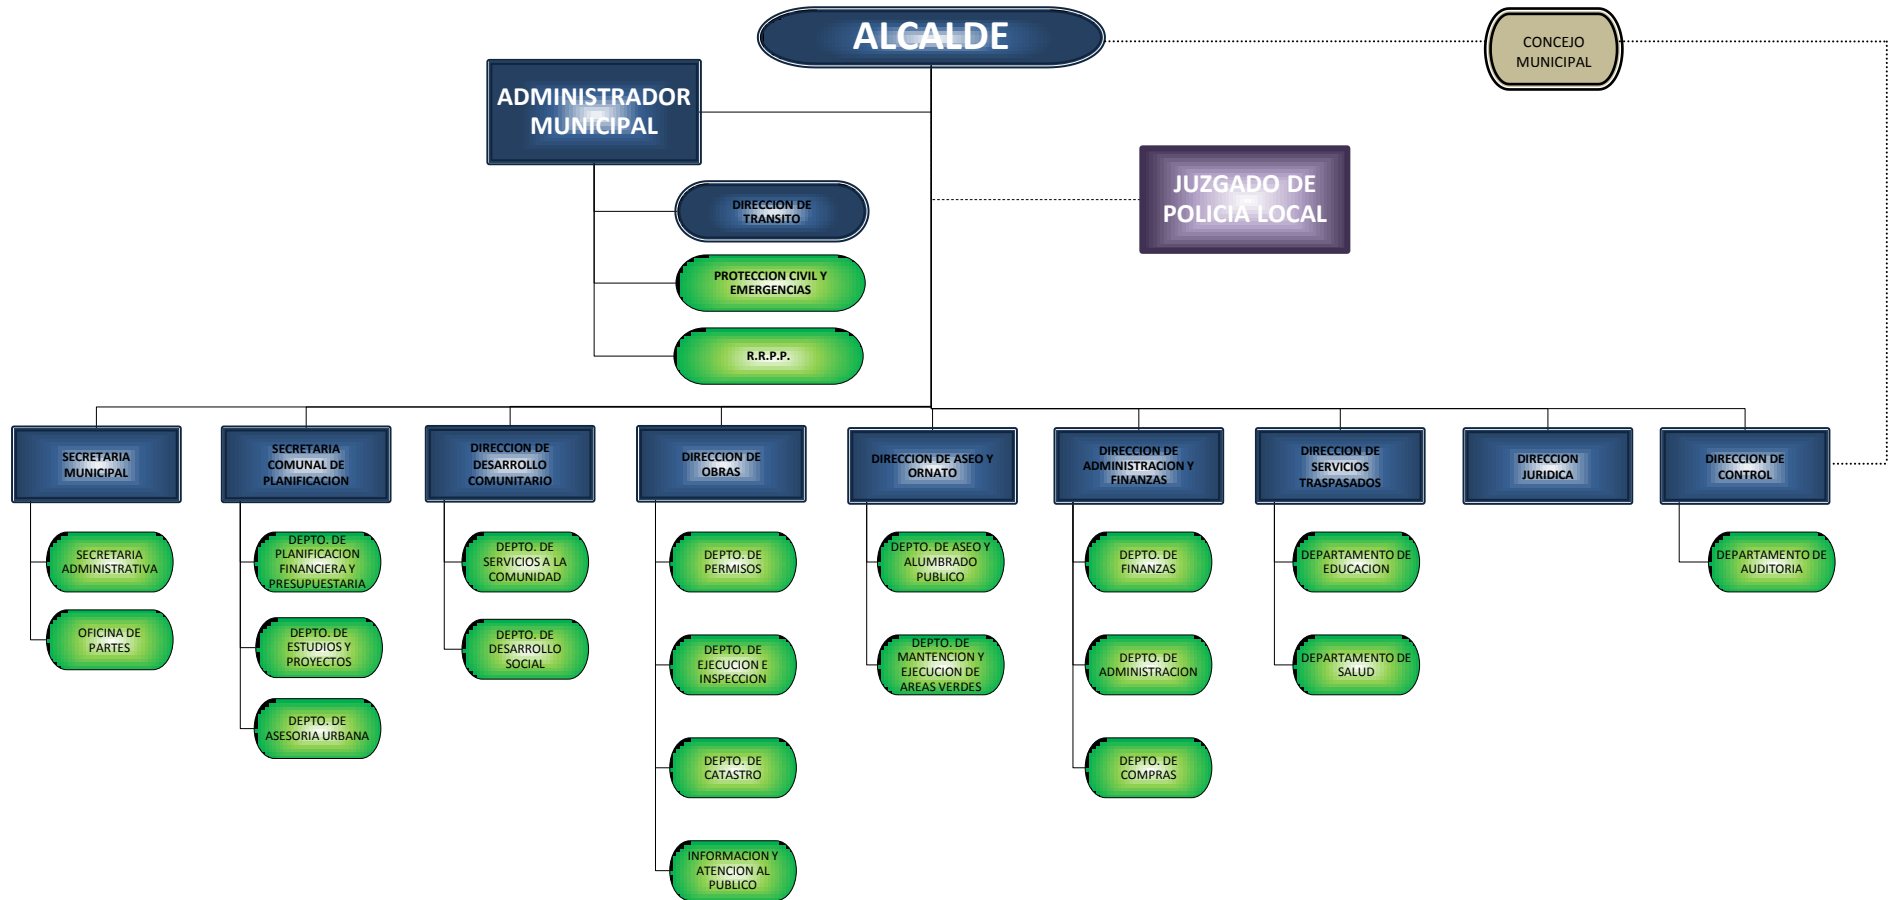 ALCALDE
CONCEJO
MUNICIPAL
ADMINISTRADOR
MUNICIPAL
JUZGADO DE
POLICIA LOCAL
DIRECCION DE
TRANSITO
PROTECCION CIVIL Y
EMERGENCIAS
R.R.P.P.
SECRETARIA
MUNICIPAL
SECRETARIA
COMUNAL DE
PLANIFICACION
DIRECCION DE
DESARROLLO
COMUNITARIO
DIRECCION DE
OBRAS
DIRECCION DE ASEO Y
ORNATO
DIRECCION DE
ADMINISTRACION Y
FINANZAS
DIRECCION DE
SERVICIOS
TRASPASADOS
DIRECCION
JURIDICA
DIRECCION DE
CONTROL
SECRETARIA
ADMINISTRATIVA
OFICINA DE
PARTES
DEPTO. DE
PLANIFICACION
FINANCIERA Y
PRESUPUESTARIA
DEPTO. DE
ESTUDIOS Y
PROYECTOS
DEPTO. DE
ASESORIA URBANA
DEPTO. DE
SERVICIOS A LA
COMUNIDAD
DEPTO. DE
DESARROLLO
SOCIAL
DEPTO. DE
PERMISOS
DEPTO. DE
EJECUCION E
INSPECCION
DEPTO. DE
CATASTRO
INFORMACION Y
ATENCION AL
PUBLICO
DEPTO. DE ASEO Y
ALUMBRADO
PUBLICO
DEPTO. DE
MANTENCION Y
EJECUCION DE
AREAS VERDES
DEPTO. DE
FINANZAS
DEPTO. DE
ADMINISTRACION
DEPTO. DE
COMPRAS
DEPARTAMENTO DE
EDUCACION
DEPARTAMENTO DE
SALUD
DEPARTAMENTO DE
AUDITORIA